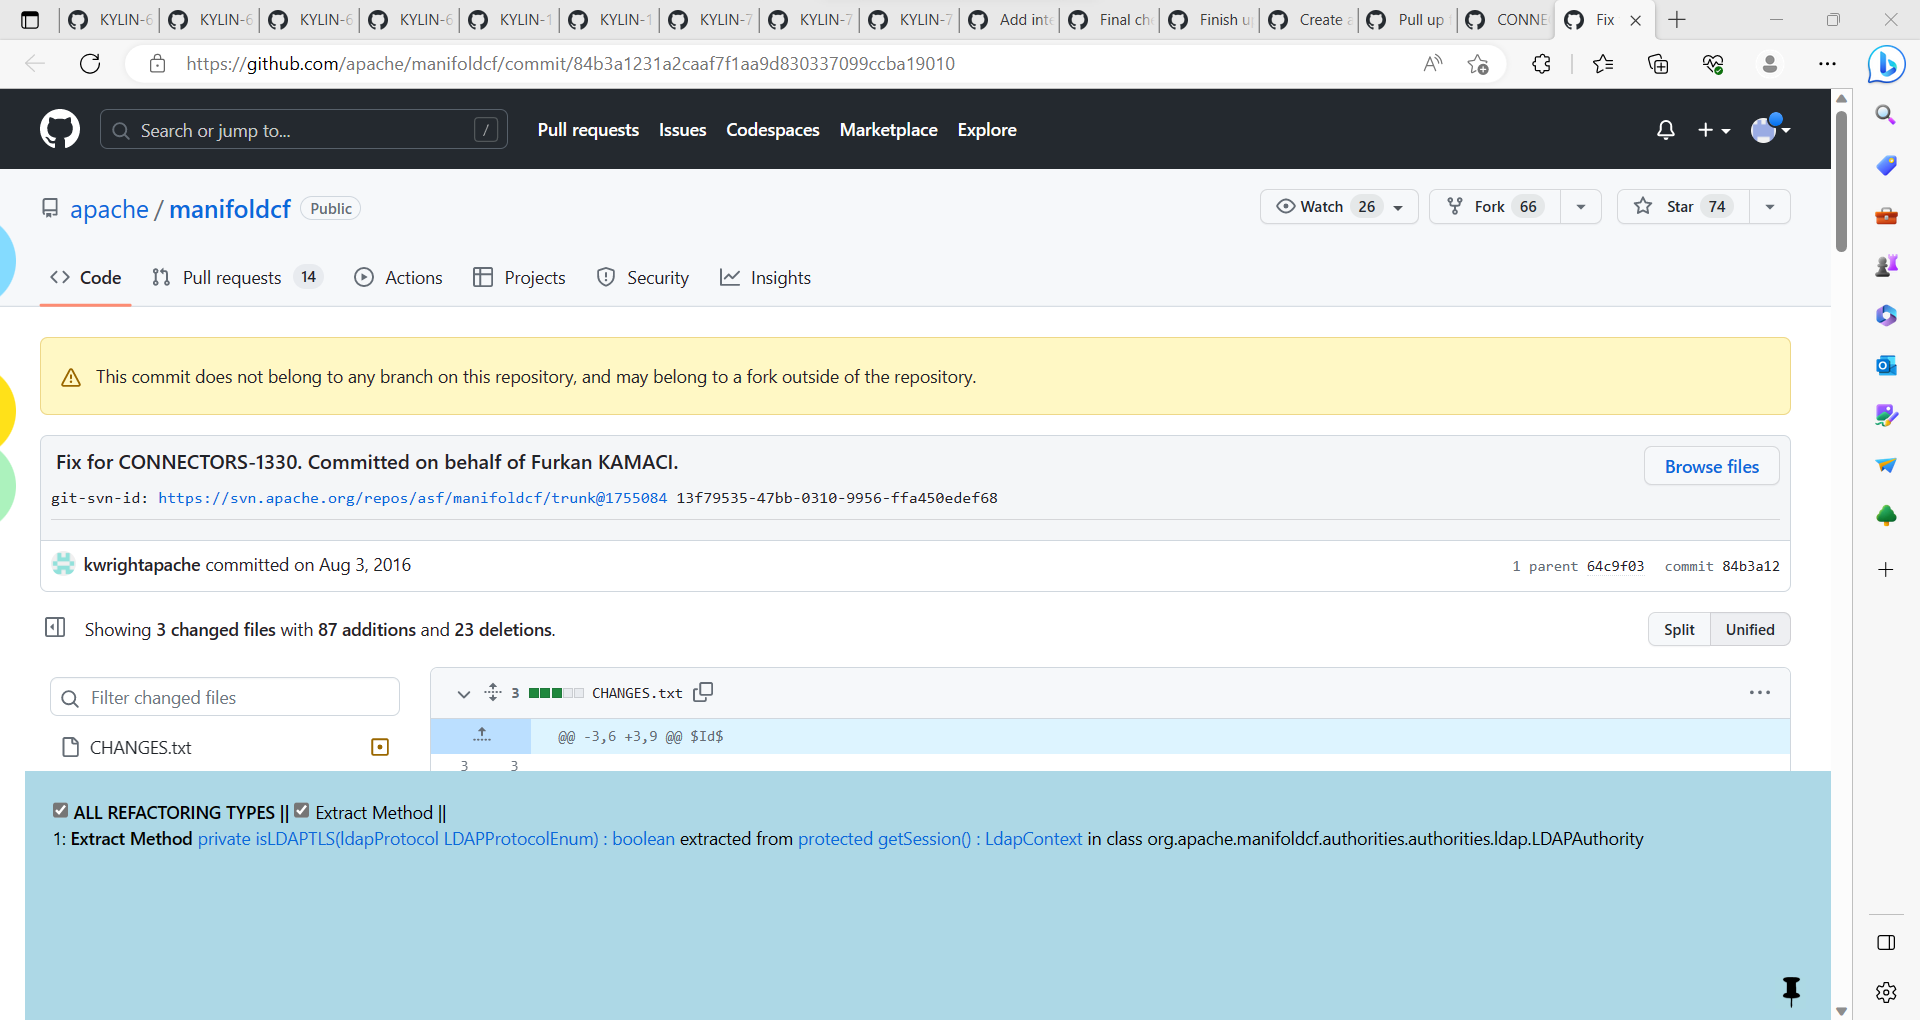 KYLIN-6 KYLIN-6 KYLIN-6 KYLIN-6 KYLIN-1 KYLIN-1 KYLIN-7 KYLIN-7 KYLIN-7 Add inte Final che Finish up Create a Pull up CONNE Fix
https://github.com/apache/manifoldcf/commit/84b3a1231a2caaf7f1aa9d830337099ccba19010
Search or jump to... / Pull requests Issues Codespaces Marketplace Explore
apache / manifoldcf Public Watch 26 Fork 66 Star 74
Code Pull requests 14 Actions Projects Security Insights
This commit does not belong to any branch on this repository, and may belong to a fork outside of the repository.
Fix for CONNECTORS-1330. Committed on behalf of Furkan KAMACI.
Browse files
git-svn-id: https://svn.apache.org/repos/asf/manifoldcf/trunk@1755084 13f79535-47bb-0310-9956-ffa450edef68
kwrightapache committed on Aug 3, 2016 1 parent 64c9f03 commit 84b3a12
Showing 3 changed files with 87 additions and 23 deletions. Split Unified
Filter changed files
3 CHANGES.txt
@@ -3,6 +3,9 @@ $Id$
CHANGES.txt
3 3
ALL REFACTORING TYPES || Extract Method ||
1: Extract Method private isLDAPTLS(ldapProtocol LDAPProtocolEnum) : boolean extracted from protected getSession() : LdapContext in class org.apache.manifoldcf.authorities.authorities.ldap.LDAPAuthority